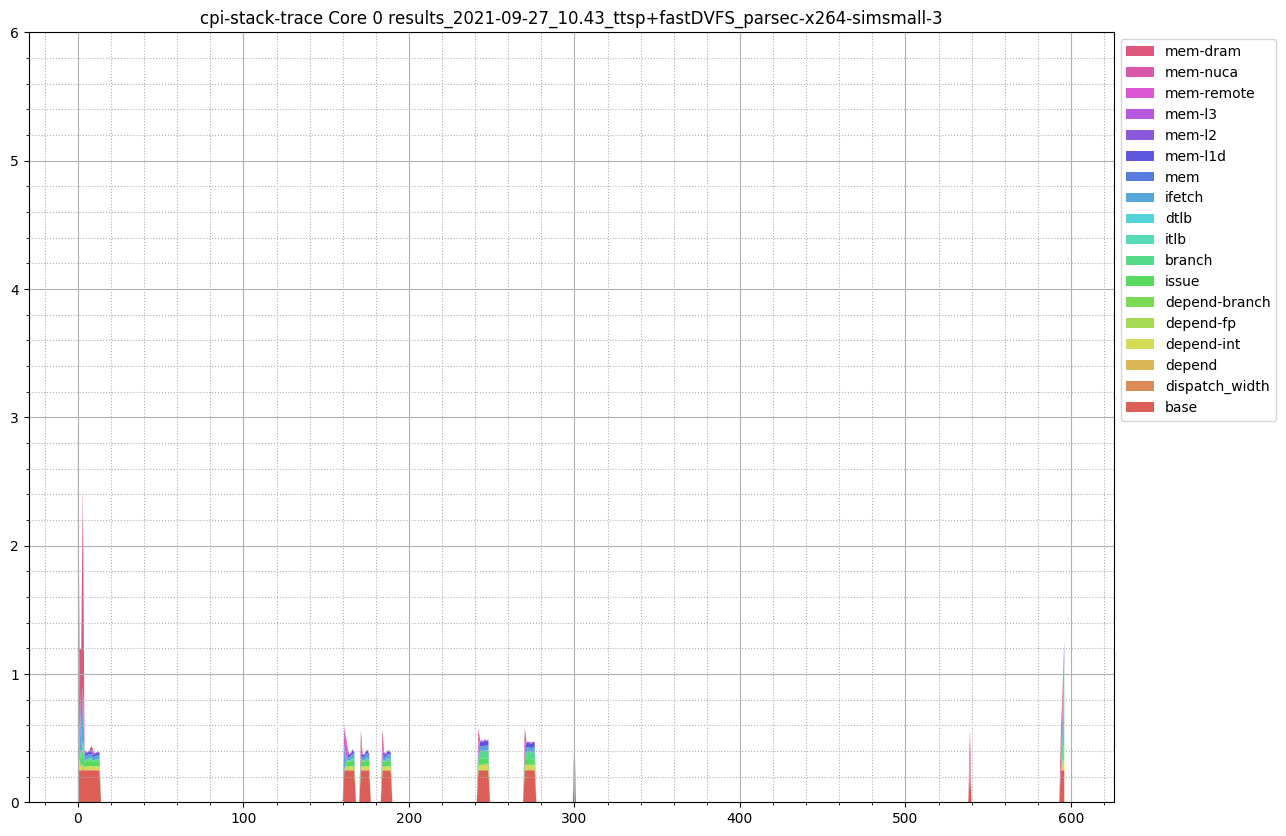 cpi-stack-trace Core 0 results_2021-09-27_10.43_ttsp+fastDVFS_parsec-x264-simsmall-3
6
5
4
3
2
1
0
0 100 200 300 400 500 600
mem-dram
mem-nuca
mem-remote
mem-l3
mem-l2
mem-l1d
mem
ifetch
dtlb
itlb
branch
issue
depend-branch
depend-fp
depend-int
depend
dispatch_width
base